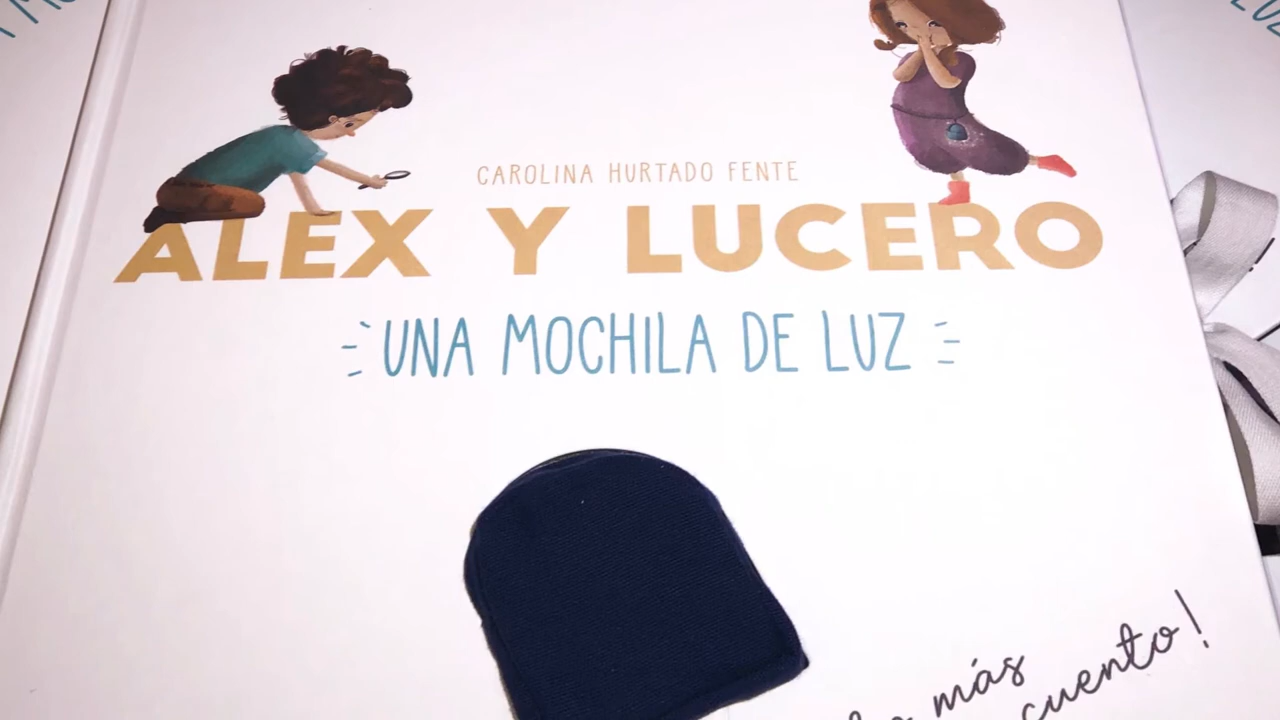 CAROLINA HURTADO FENTE
ALEX Y LUCERO
UNA MOCHILA DE LUZ
más
cuento!